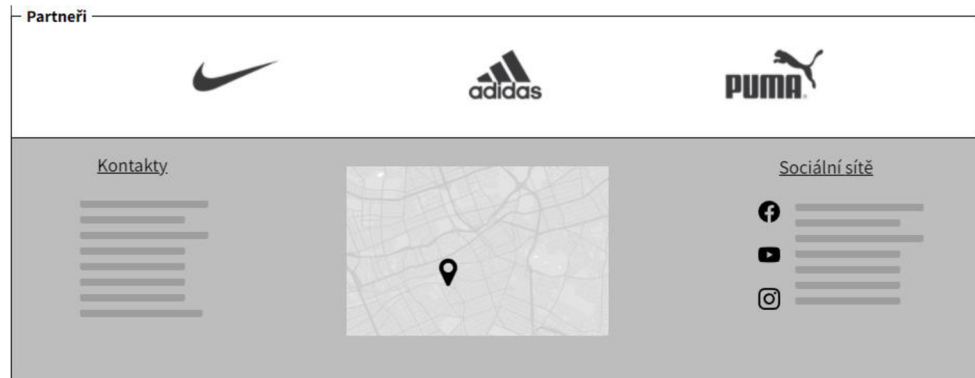 Partneři
adidas
PUMA
Kontakty
Sociální sítě